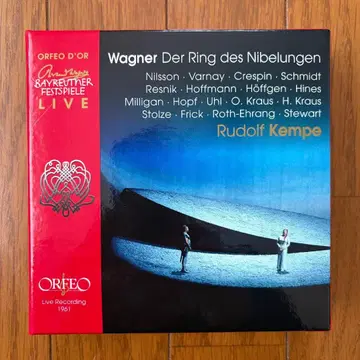 ORFEO D'OR
BAYREUTHER
FESTSPIELE
LIVE
ORFEO
Live Recording
1961
Wagner Der Ring des Nibelungen
Nilsson · Varnay · Crespin · Schmidt
Resnik · Hoffmann · Höffgen · Hines
Milligan · Hopf · Uhl · O. Kraus · H. Kraus
Stolze · Frick · Roth-Ehrang · Stewart
Rudolf Kempe